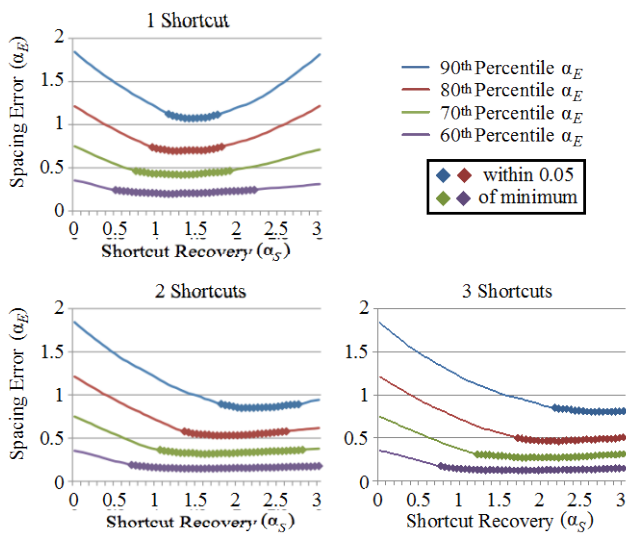 1 Shortcut
Spacing Error (αE)
2
1.5
1
0.5
0
0 0.5 1 1.5 2 2.5 3
Shortcut Recovery (αS)
90th Percentile αE
80th Percentile αE
70th Percentile αE
60th Percentile αE
within 0.05
of minimum
2 Shortcuts
Spacing Error (αE)
2
1.5
1
0.5
0
0 0.5 1 1.5 2 2.5 3
Shortcut Recovery (αS)
3 Shortcuts
2
1.5
1
0.5
0
0 0.5 1 1.5 2 2.5 3
Shortcut Recovery (αS)